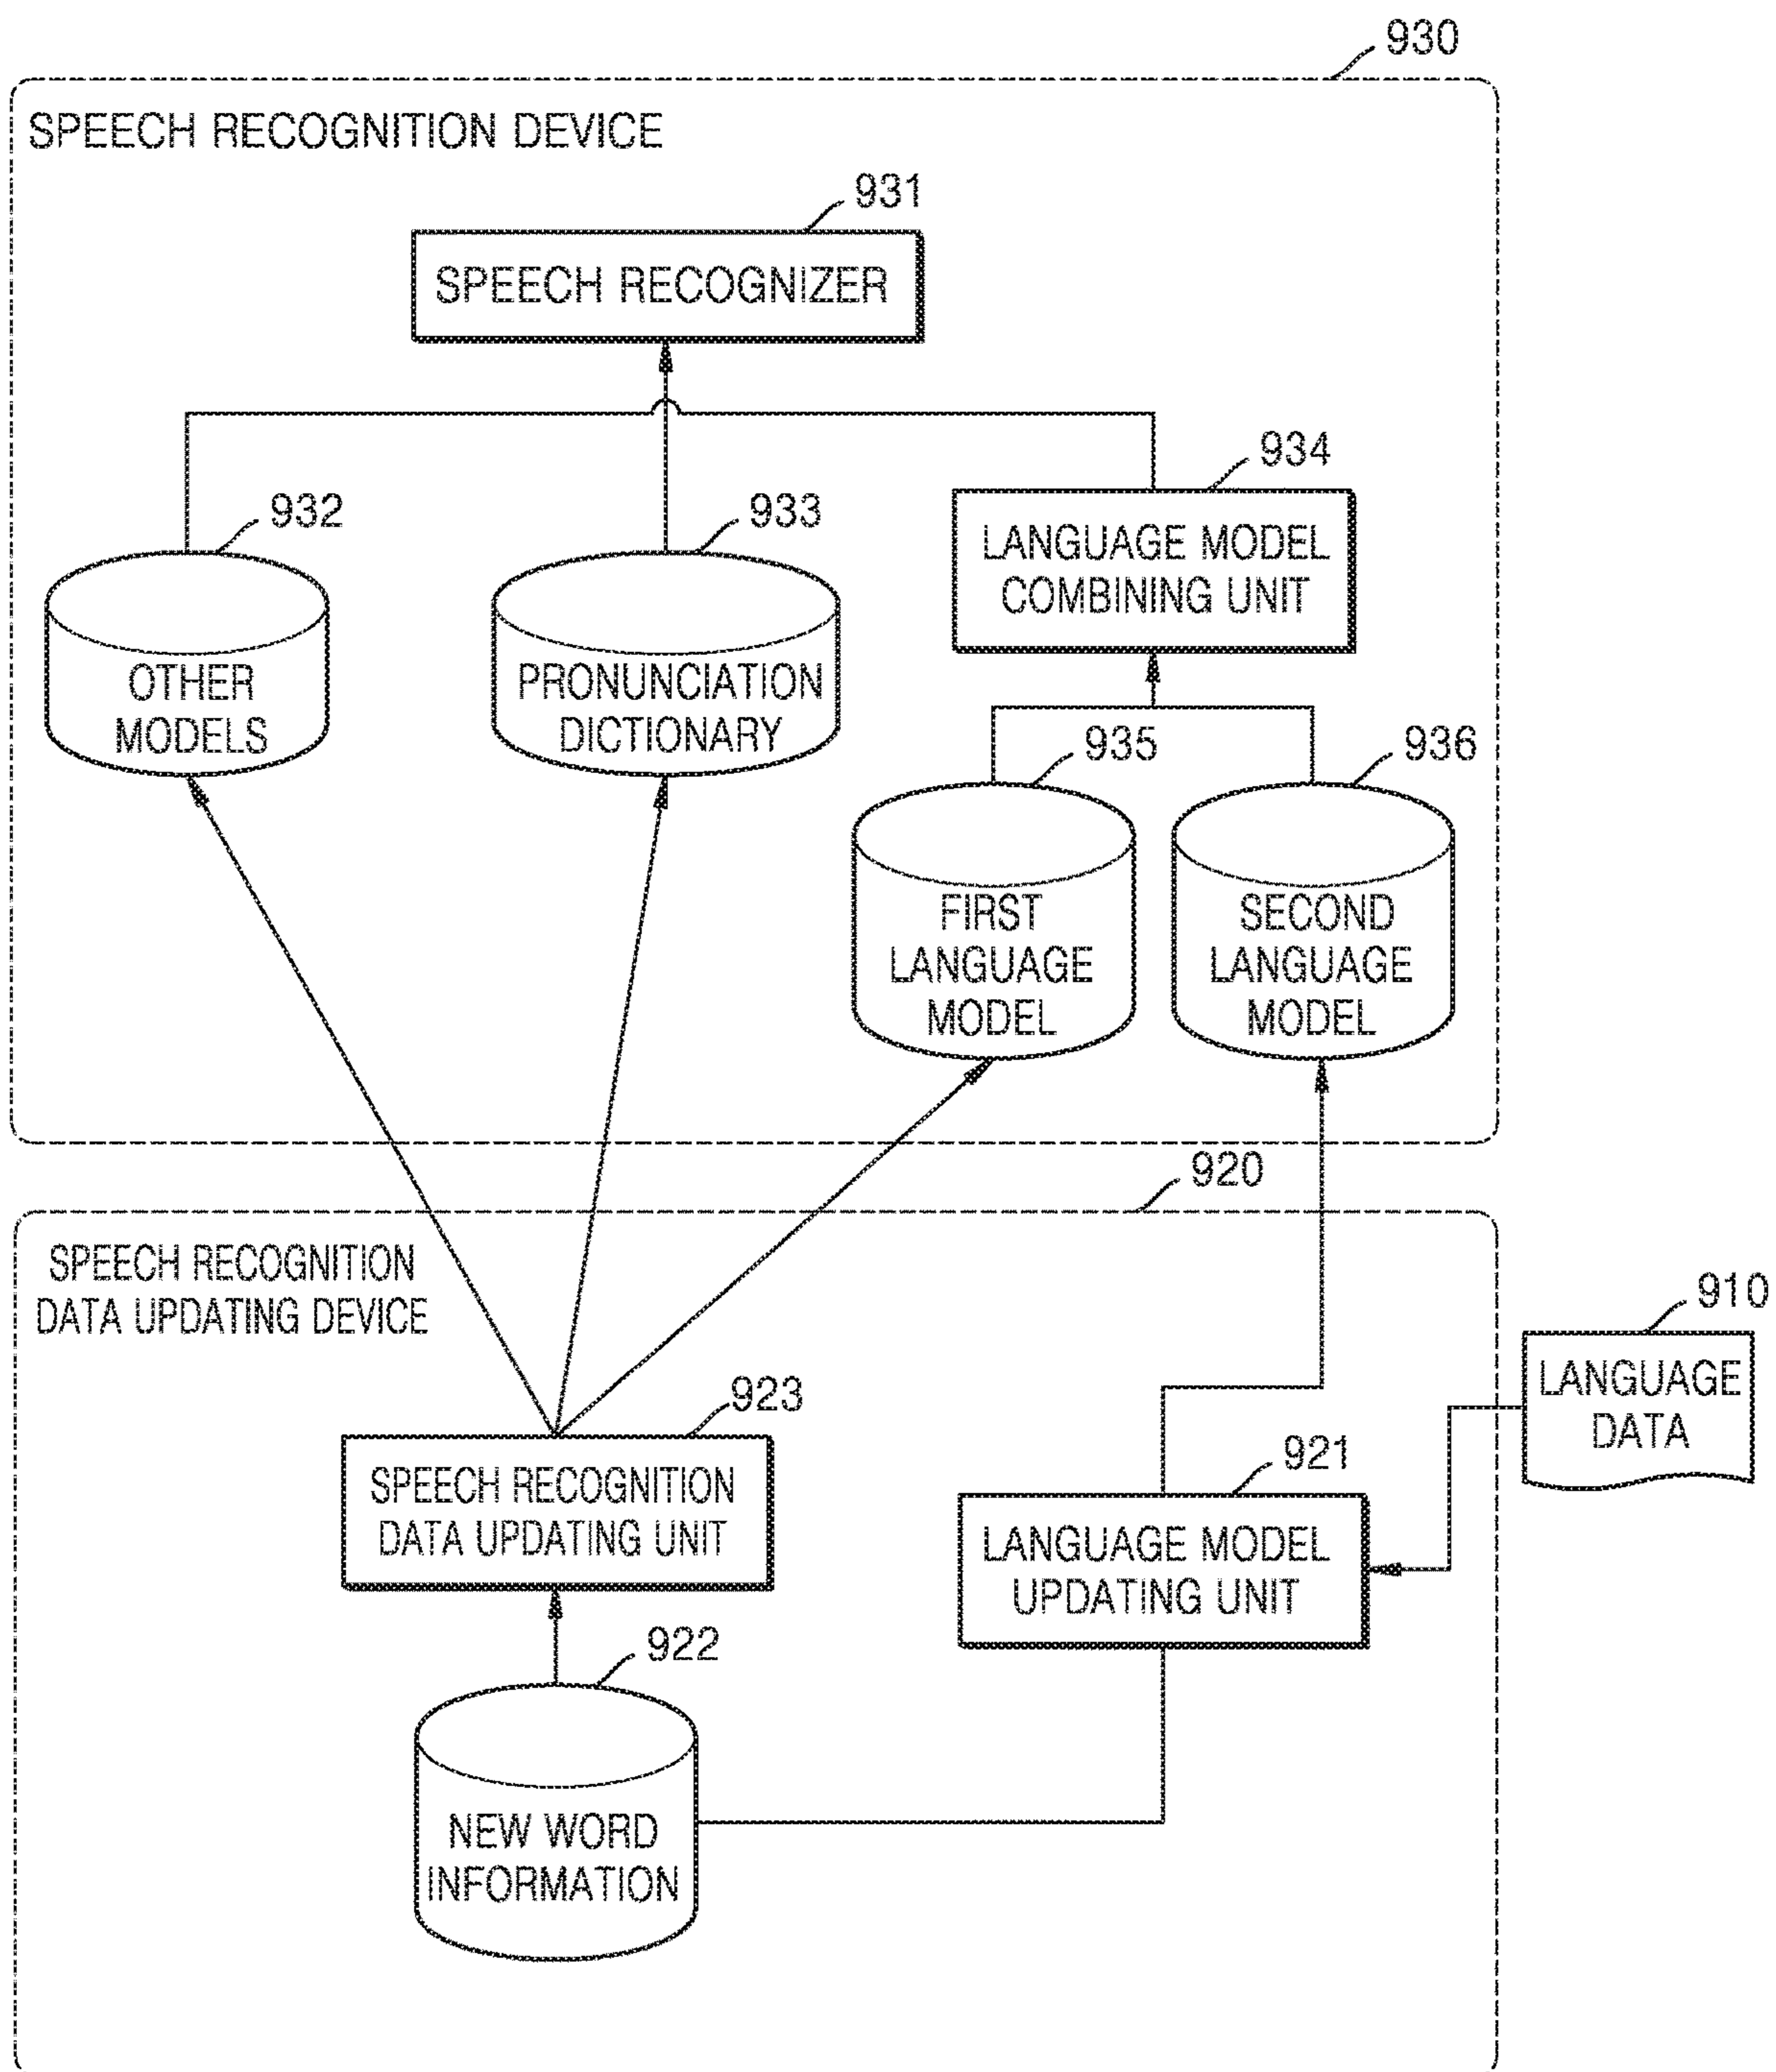 930
SPEECH RECOGNITION DEVICE
931
SPEECH RECOGNIZER
934
932
933
LANGUAGE MODEL
COMBINING UNIT
OTHER
MODELS
PRONUNCIATION
DICTIONARY
935
936
FIRST
LANGUAGE
MODEL
SECOND
LANGUAGE
MODEL
920
SPEECH RECOGNITION
DATA UPDATING DEVICE
910
LANGUAGE
DATA
923
SPEECH RECOGNITION
DATA UPDATING UNIT
921
LANGUAGE MODEL
UPDATING UNIT
922
NEW WORD
INFORMATION